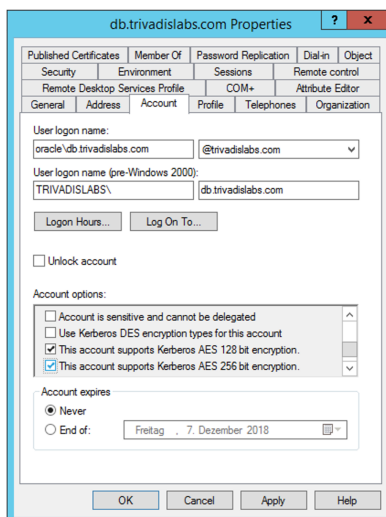 db.trivadislabs.com Properties ? x
Published Certificates Member Of Password Replication Dial-in Object
Security Environment Sessions Remote control
Remote Desktop Services Profile COM+ Attribute Editor
General Address Account Profile Telephones Organization
User logon name:
oracle\db.trivadislabs.com @trivadislabs.com
User logon name (pre-Windows 2000):
TRIVADISLABS\ db.trivadislabs.com
Logon Hours... Log On To...
Unlock account
Account options:
Account is sensitive and cannot be delegated
Use Kerberos DES encryption types for this account
This account supports Kerberos AES 128 bit encryption.
This account supports Kerberos AES 256 bit encryption.
Account expires
Never
End of: Freitag , 7. Dezember 2018
OK Cancel Apply Help